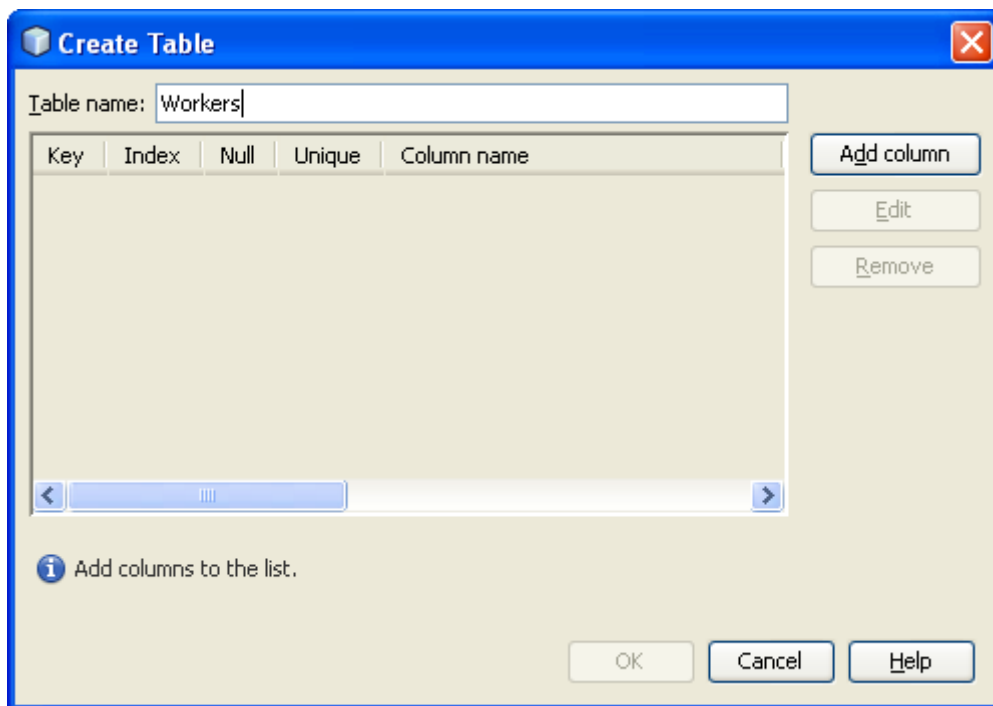 Create Table
Table name: Workers
Key Index Null Unique Column name
Add column
Edit
Remove
Add columns to the list.
OK Cancel Help